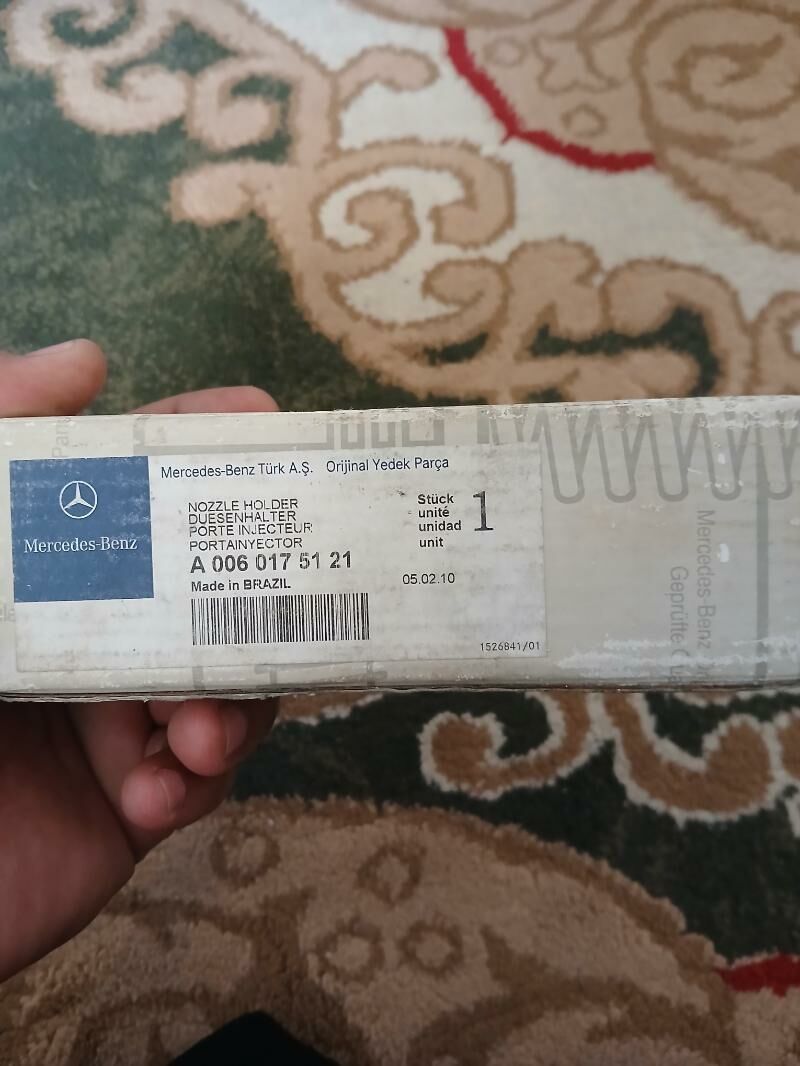 Mercedes-Benz Türk A.Ş. Orijinal Yedek Parça
Mercedes-Benz
NOZZLE HOLDER
DUESENHALTER
PORTE INJECTEUR
PORTAINYECTOR
A 006 017 51 21
Made in BRAZIL
Stück
unité
unidad
unit
1
05.02.10
1526841/01
Mercedes-Benz
Geprüfte